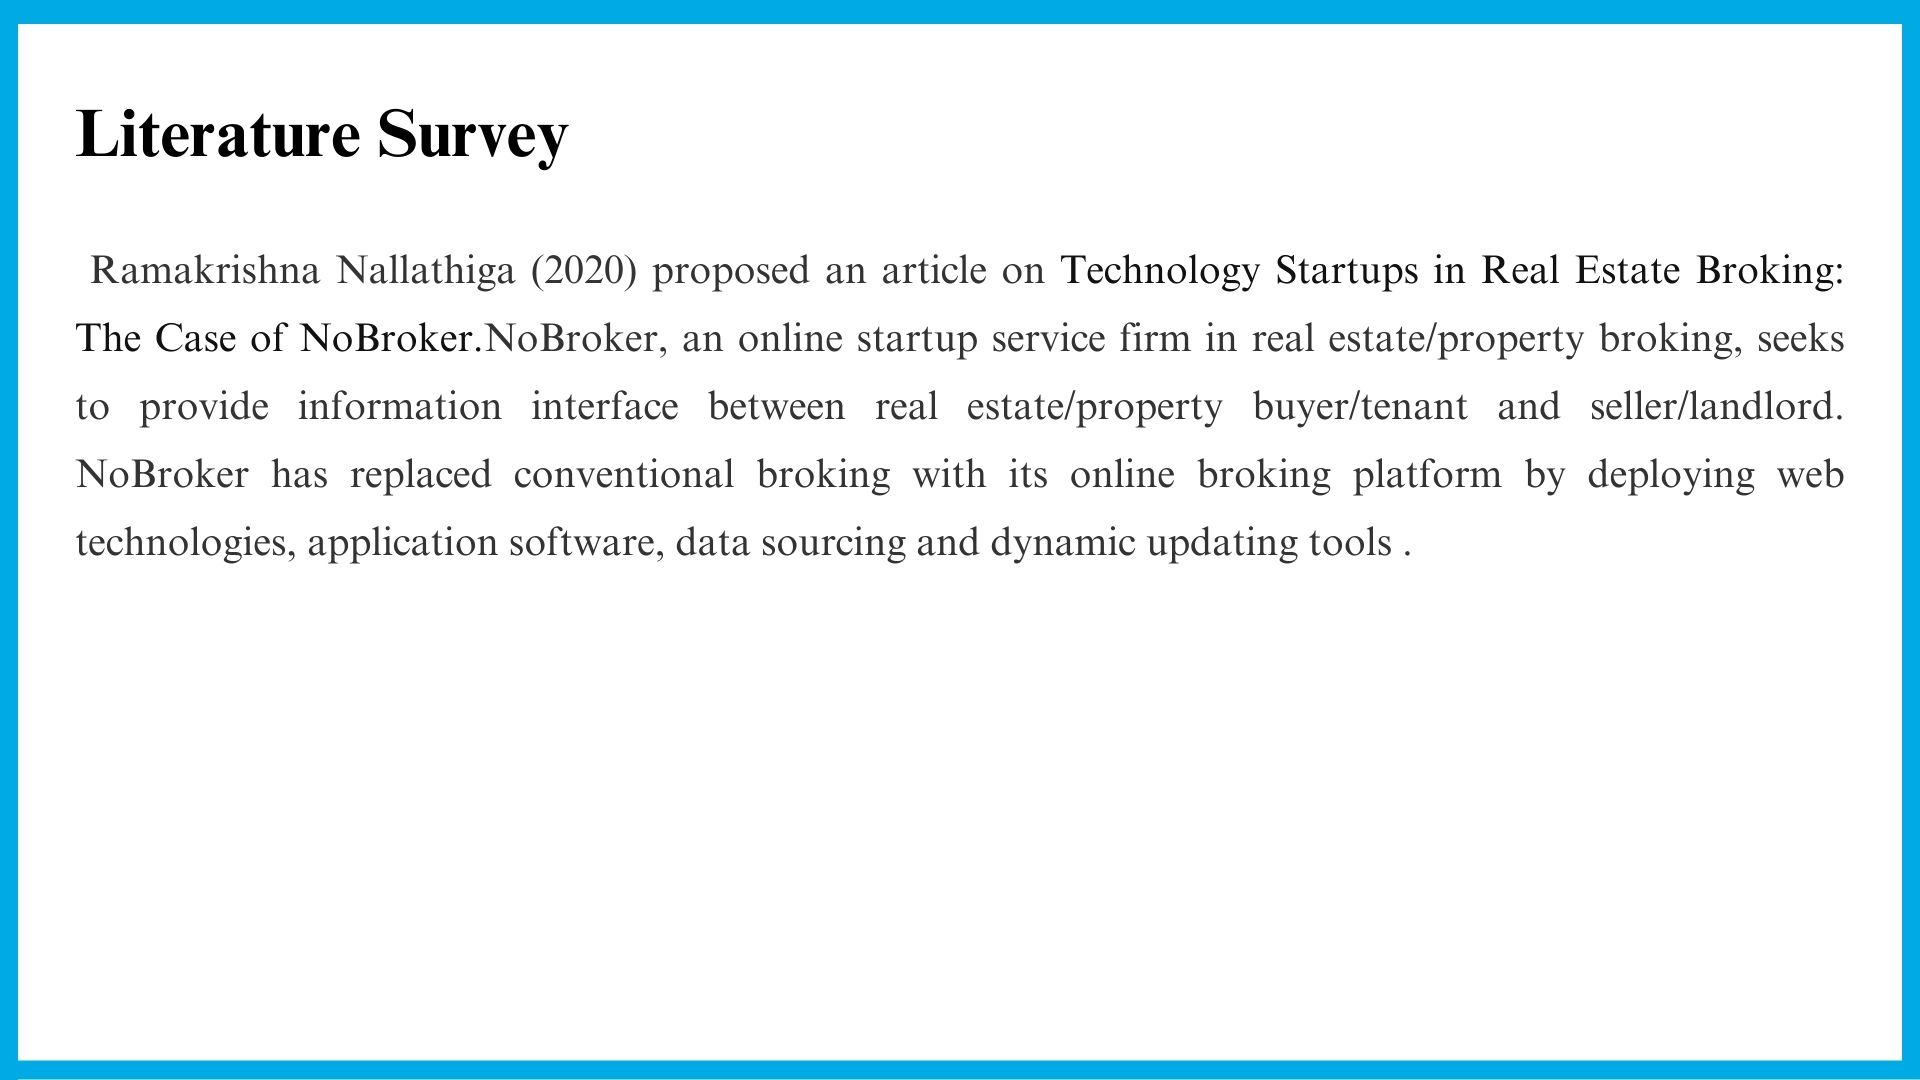 Literature Survey
Ramakrishna Nallathiga (2020) proposed an article on Technology Startups in Real Estate Broking:
The Case of NoBroker.NoBroker, an online startup service firm in real estate/property broking, seeks
to provide information interface between real estate/property buyer/tenant and seller/landlord.
NoBroker has replaced conventional broking with its online broking platform by deploying web
technologies, application software, data sourcing and dynamic updating tools .